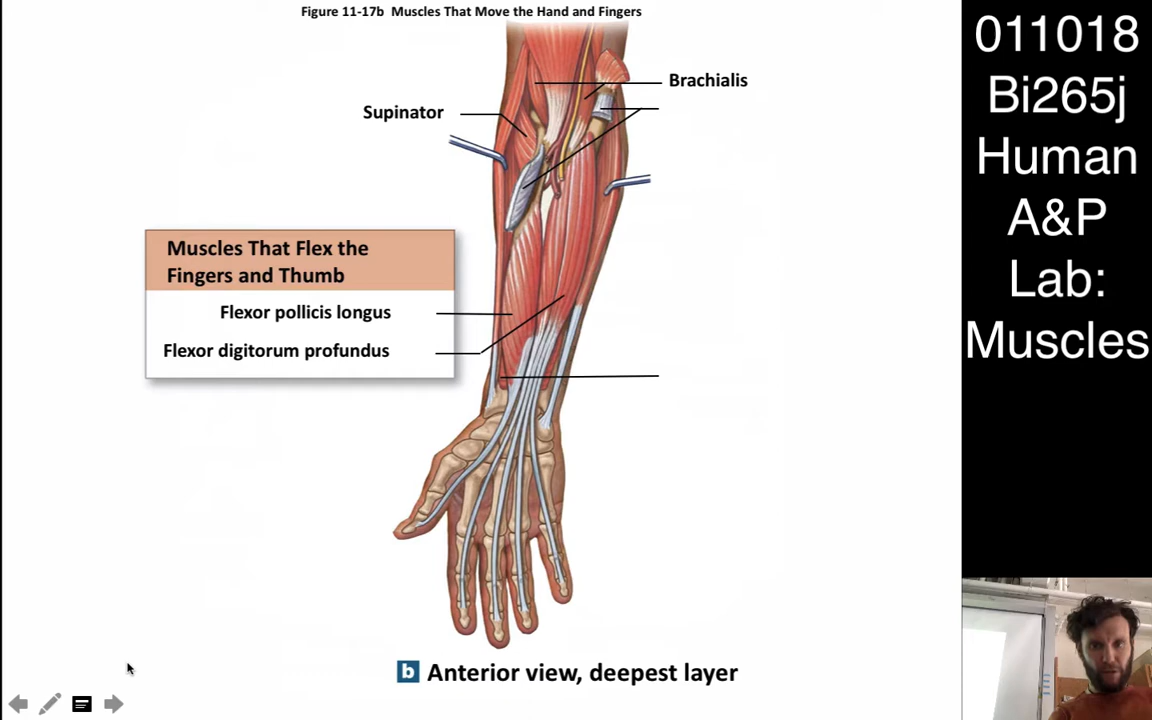 Figure 11-17b Muscles That Move the Hand and Fingers
Brachialis
Supinator
Muscles That Flex the
Fingers and Thumb
Flexor pollicis longus
Flexor digitorum profundus
b Anterior view, deepest layer
011018
Bi265j
Human
A&P
Lab:
Muscles